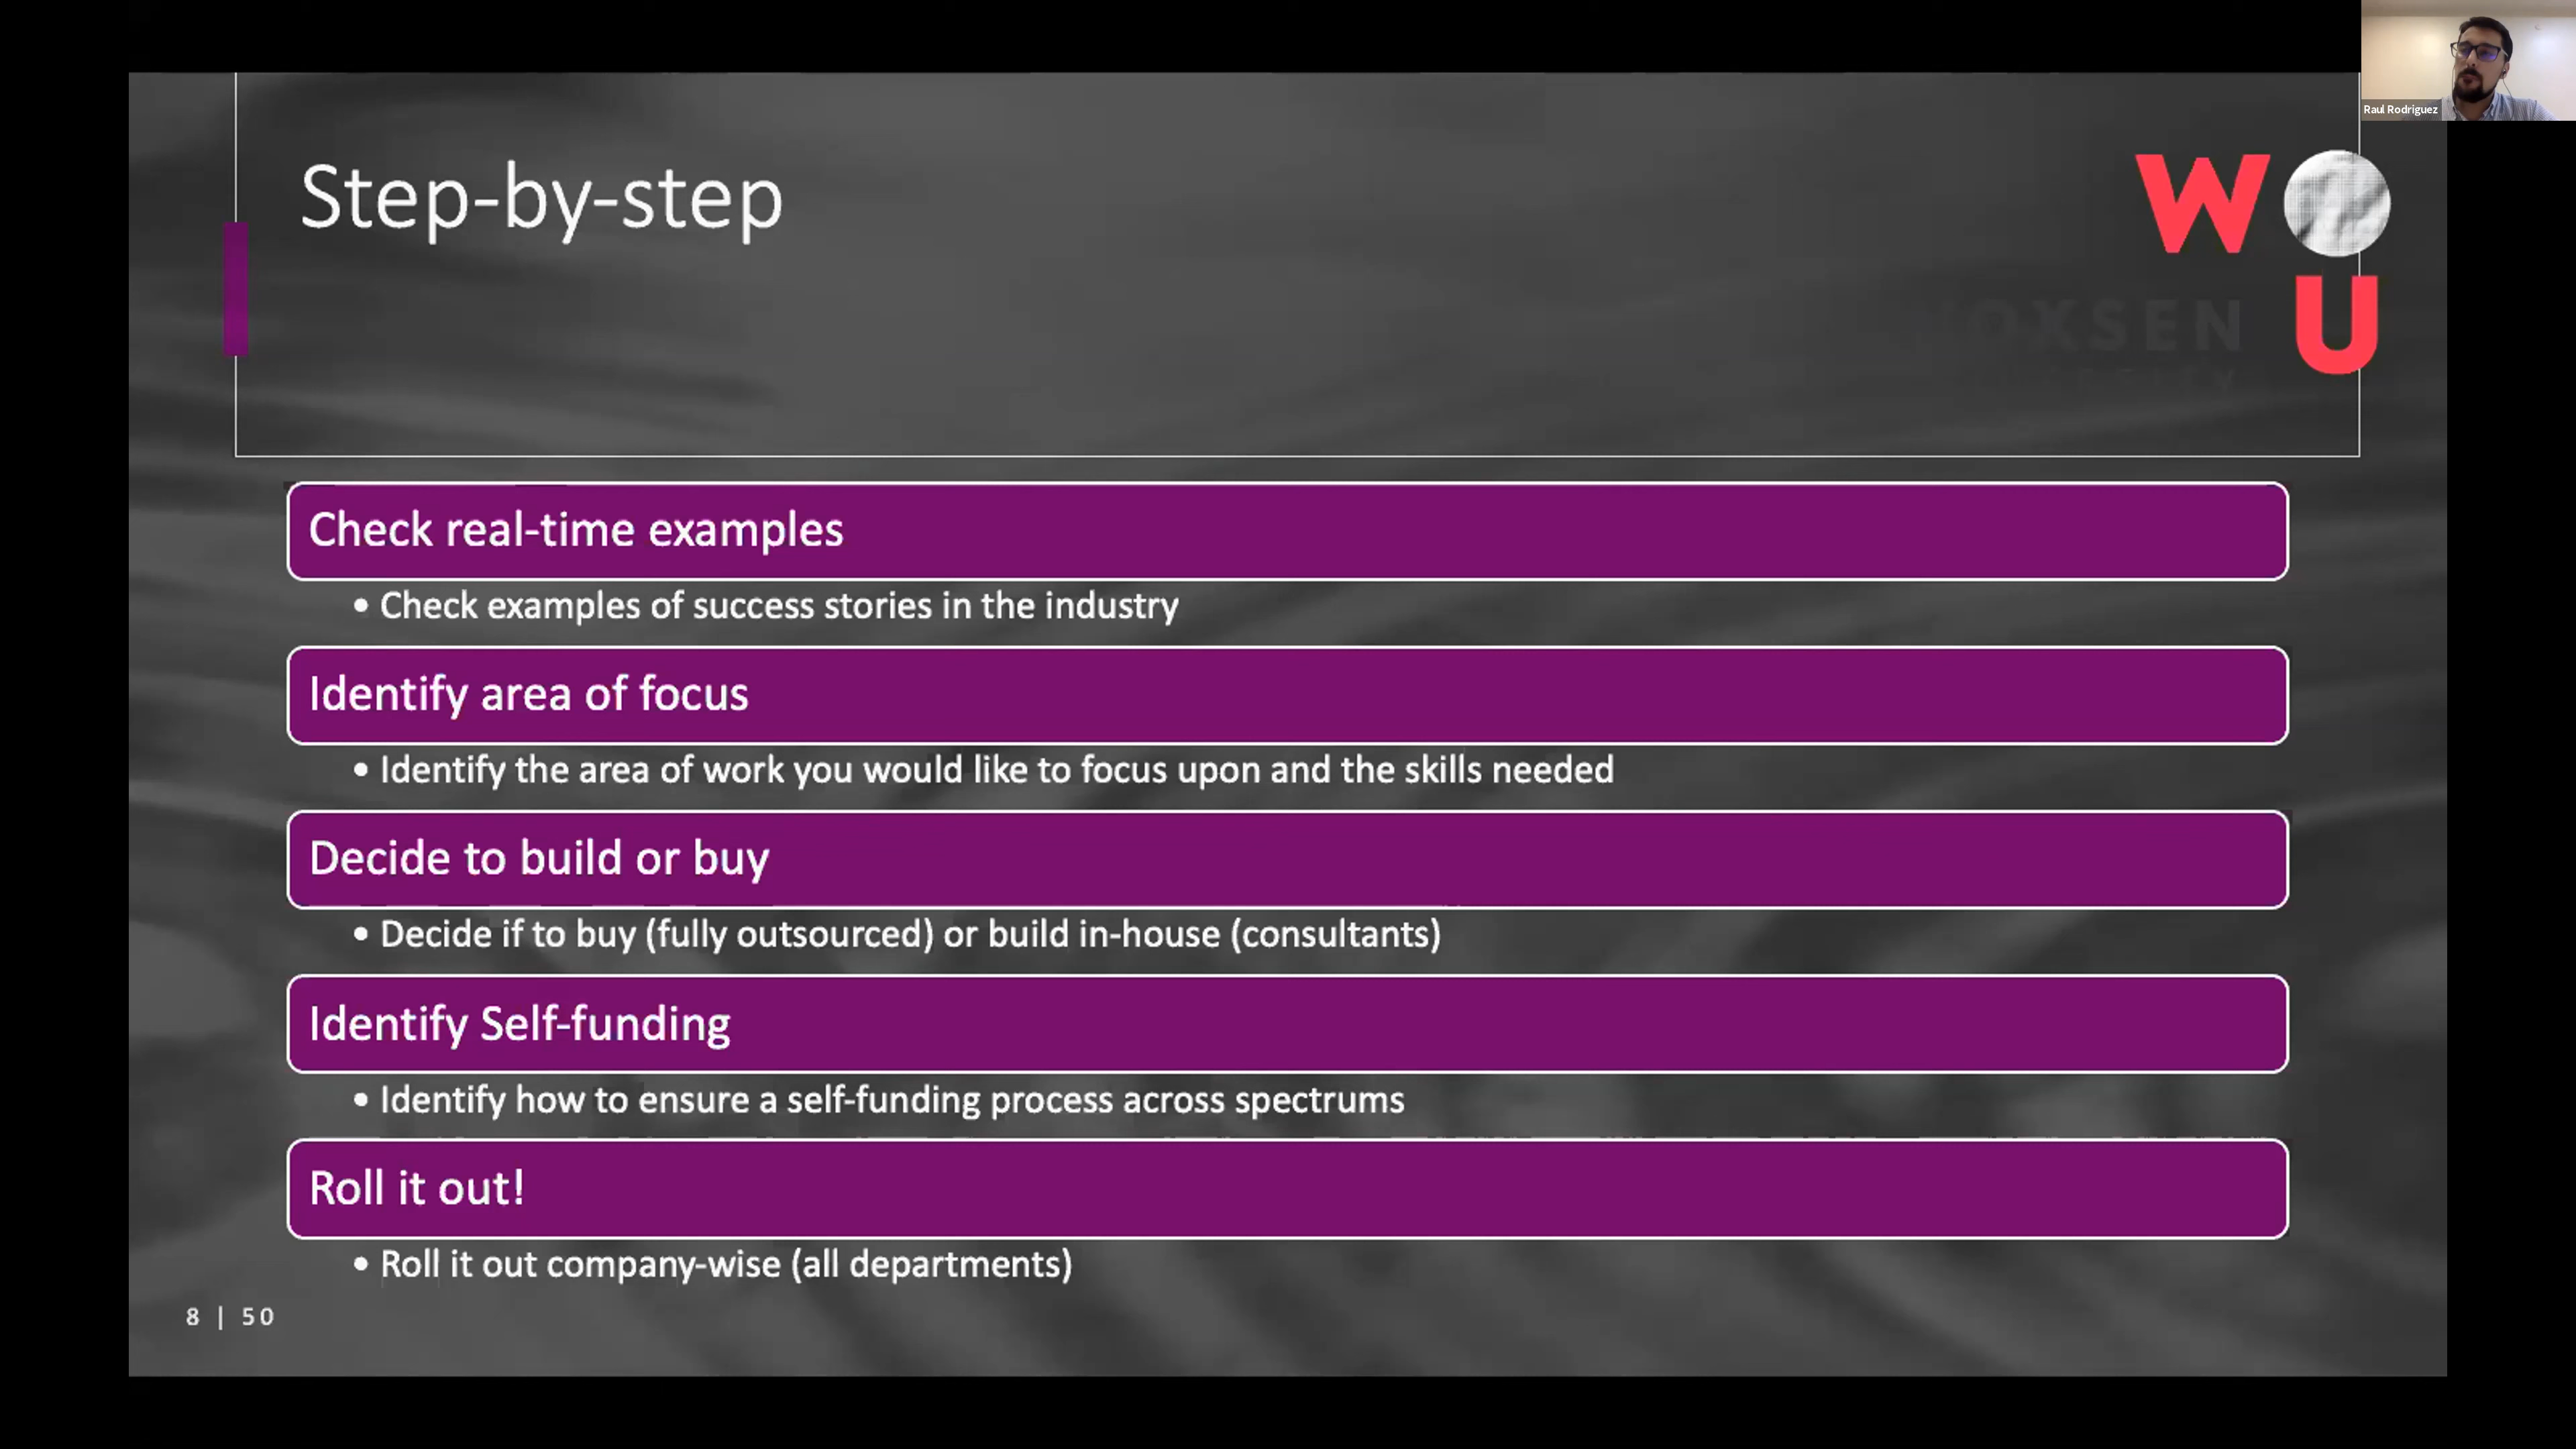 Raul Rodriguez
Step-by-step
W
U
OXSEN
Check real-time examples
• Check examples of success stories in the industry
Identify area of focus
• Identify the area of work you would like to focus upon and the skills needed
Decide to build or buy
• Decide if to buy (fully outsourced) or build in-house (consultants)
Identify Self-funding
• Identify how to ensure a self-funding process across spectrums
Roll it out!
• Roll it out company-wise (all departments)
8 | 50